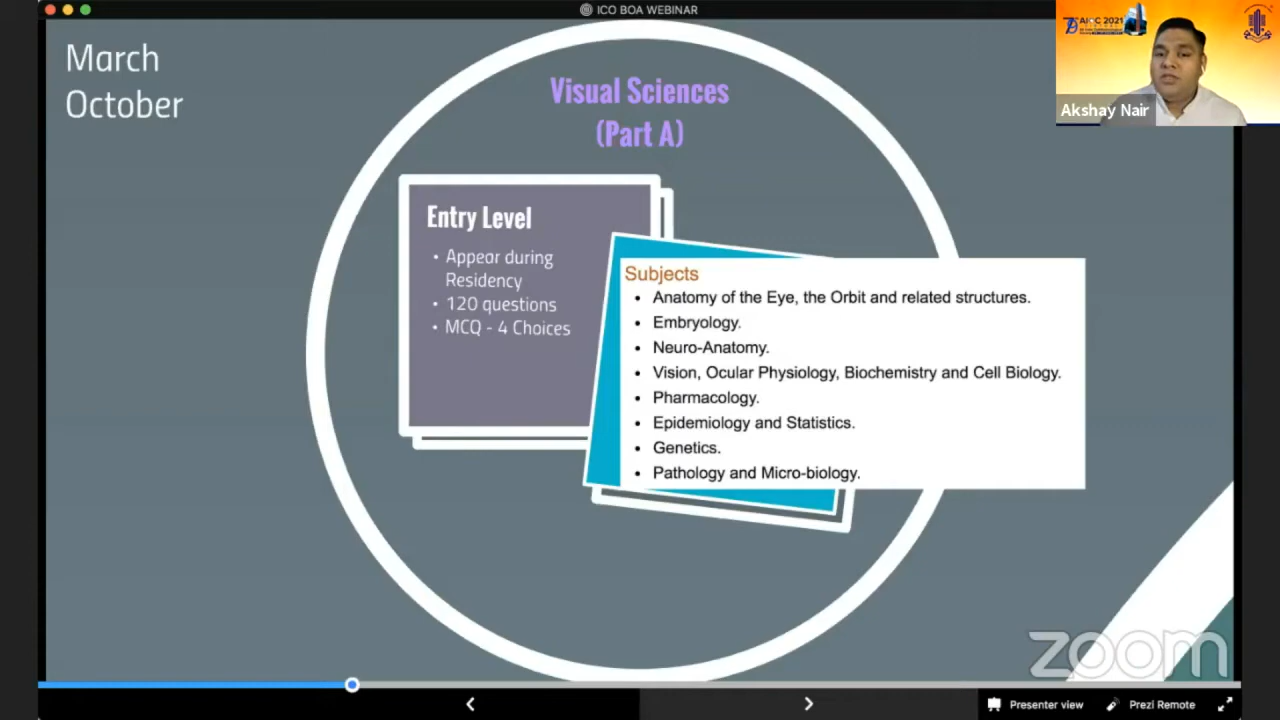 ICO BOA WEBINAR
March
October
Visual Sciences
(Part A)
Entry Level
• Appear during
Residency
• 120 questions
• MCQ - 4 Choices
Subjects
• Anatomy of the Eye, the Orbit and related structures.
• Embryology.
• Neuro-Anatomy.
• Vision, Ocular Physiology, Biochemistry and Cell Biology.
• Pharmacology.
• Epidemiology and Statistics.
• Genetics.
• Pathology and Micro-biology.
AIOC 2021
Akshay Nair
zoom
Presenter view
Prezi Remote